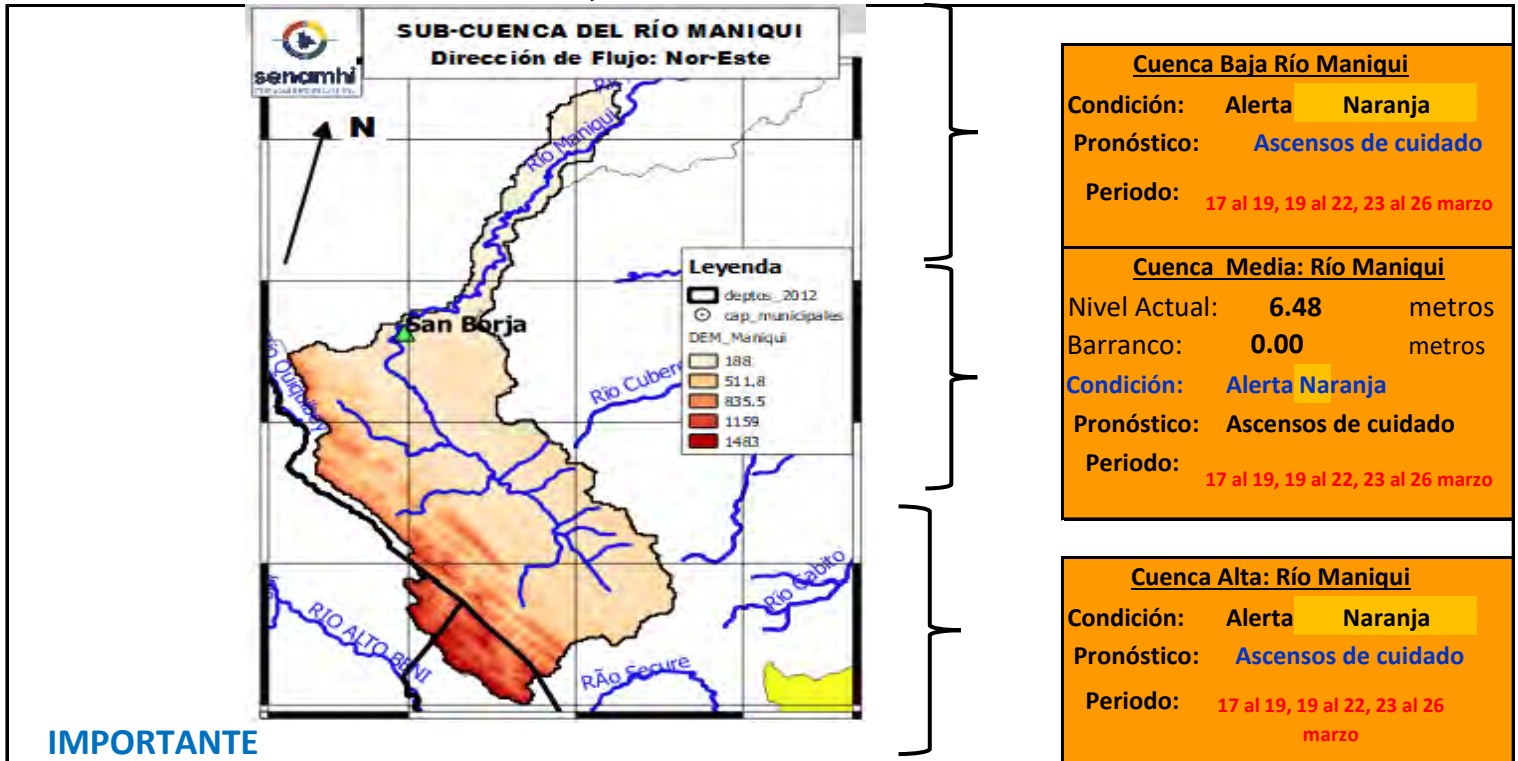 SUB-CUENCA DEL RÍO MANIQUI
Dirección de Flujo: Nor-Este
senamhi
N
Río Maniqui
San Borja
Río Quiquibey
Río Cubere
RIO ALTO BENI
RÃo Secure
Río Cabito
Leyenda
deptos_2012
cap_municipales
DEM_Maniqui
188
511.8
835.5
1159
1483
IMPORTANTE
Cuenca Baja Río Maniqui
Condición: Alerta Naranja
Pronóstico: Ascensos de cuidado
Periodo: 17 al 19, 19 al 22, 23 al 26 marzo
Cuenca Media: Río Maniqui
Nivel Actual: 6.48 metros
Barranco: 0.00 metros
Condición: Alerta Naranja
Pronóstico: Ascensos de cuidado
Periodo: 17 al 19, 19 al 22, 23 al 26 marzo
Cuenca Alta: Río Maniqui
Condición: Alerta Naranja
Pronóstico: Ascensos de cuidado
Periodo: 17 al 19, 19 al 22, 23 al 26
marzo